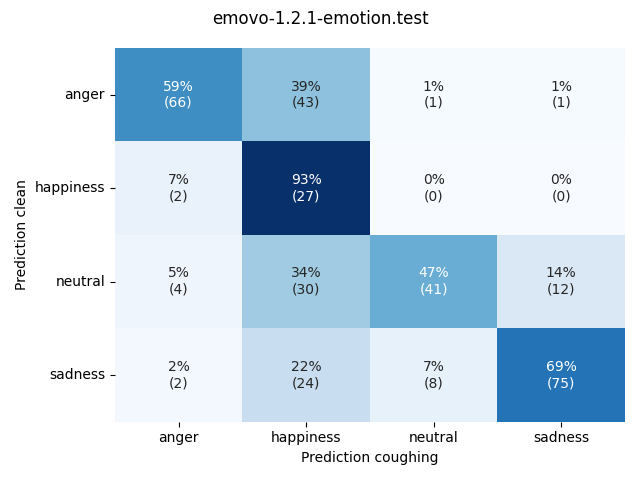 emovo-1.2.1-emotion.test
Prediction clean
anger
59%
(66)
39%
(43)
1%
(1)
1%
(1)
happiness
7%
(2)
93%
(27)
0%
(0)
0%
(0)
neutral
5%
(4)
34%
(30)
47%
(41)
14%
(12)
sadness
2%
(2)
22%
(24)
7%
(8)
69%
(75)
anger
happiness
neutral
sadness
Prediction coughing